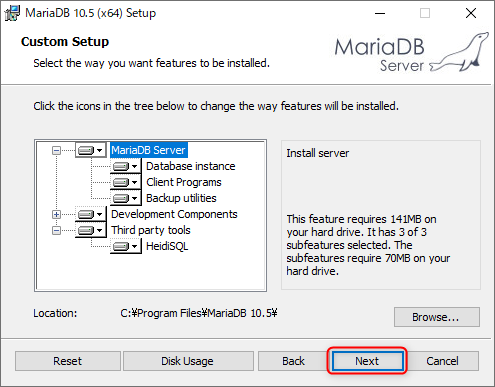 MariaDB 10.5 (x64) Setup
Custom Setup
Select the way you want features to be installed.
MariaDB
Server
Click the icons in the tree below to change the way features will be installed.
MariaDB Server
Database instance
Client Programs
Backup utilities
Development Components
Third party tools
HeidiSQL
Install server
This feature requires 141MB on
your hard drive. It has 3 of 3
subfeatures selected. The
subfeatures require 70MB on your
hard drive.
Location: C:¥Program Files¥MariaDB 10.5¥
Browse...
Reset Disk Usage Back Next Cancel